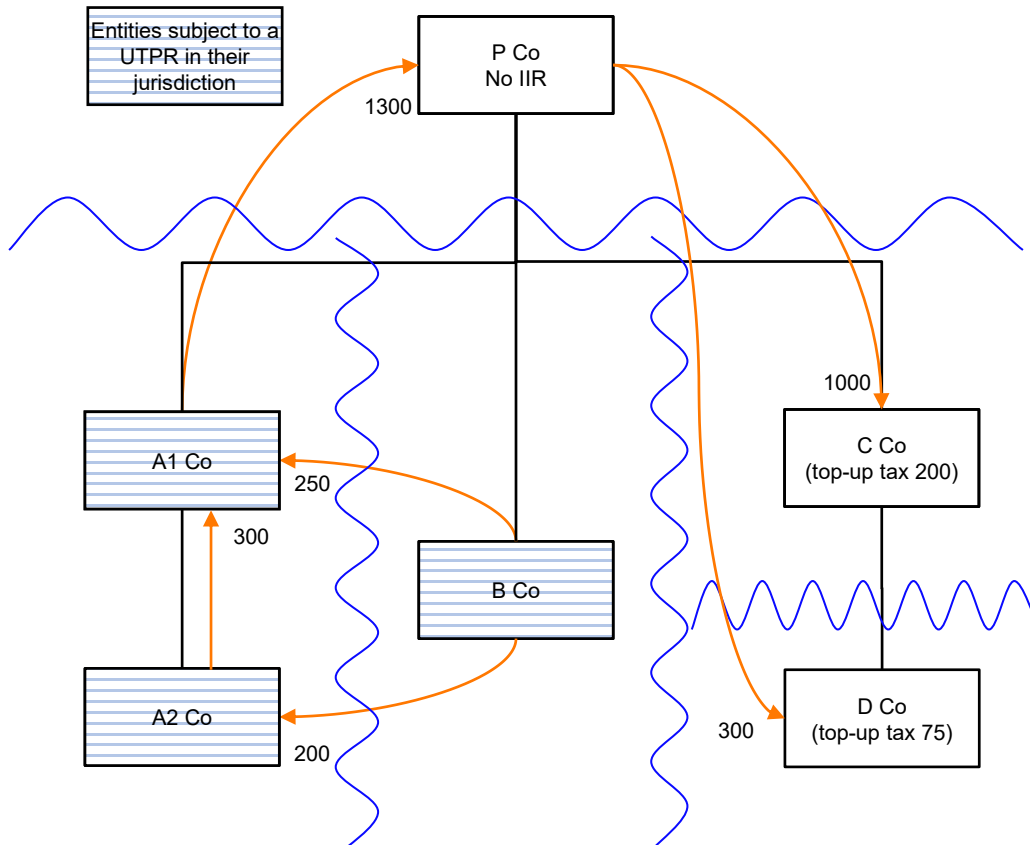 Entities subject to a
UTPR in their
jurisdiction
P Co
No IIR
1300
1000
A1 Co
250
C Co
(top-up tax 200)
300
B Co
A2 Co
200
300
D Co
(top-up tax 75)